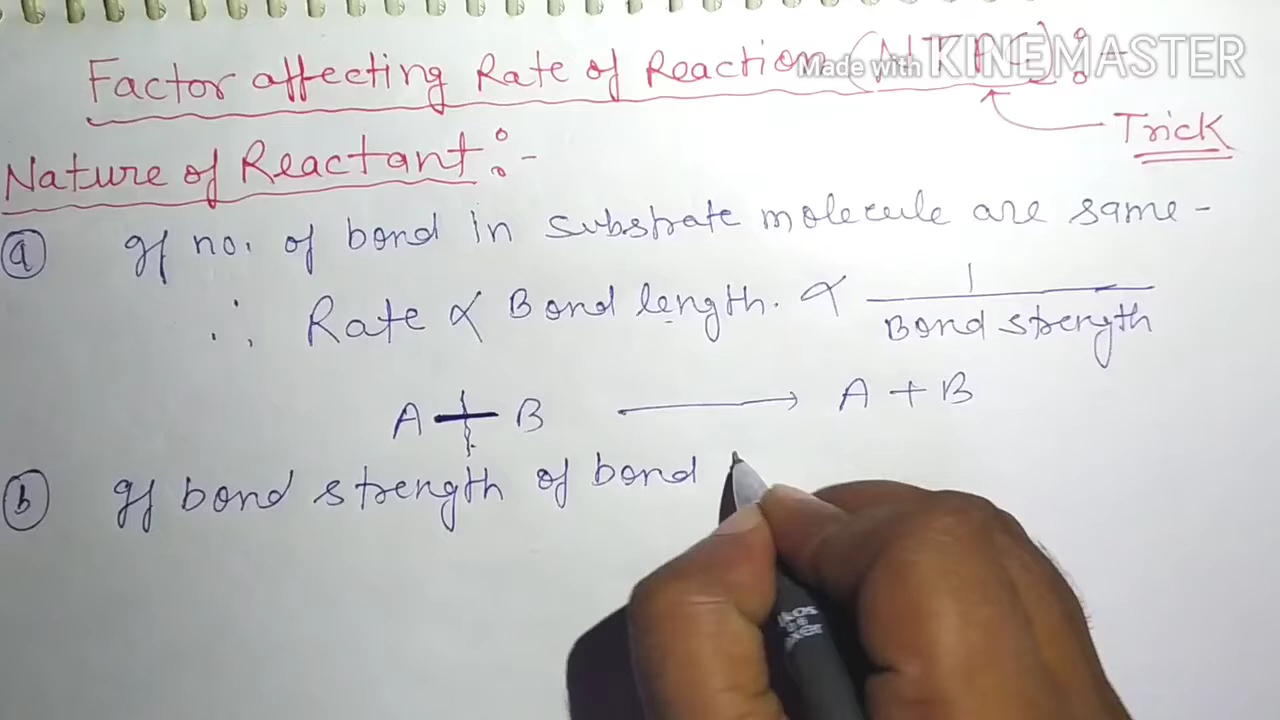 Factor affecting Rate of Reaction (NTPC):-
Made with KINEMASTER
Trick
Nature of Reactant:-
(a) If no. of bond in substrate molecule are same -
∴ Rate ∝ Bond length. ∝ 1/Bond strength
A — B → A + B
(b) If bond strength of bond